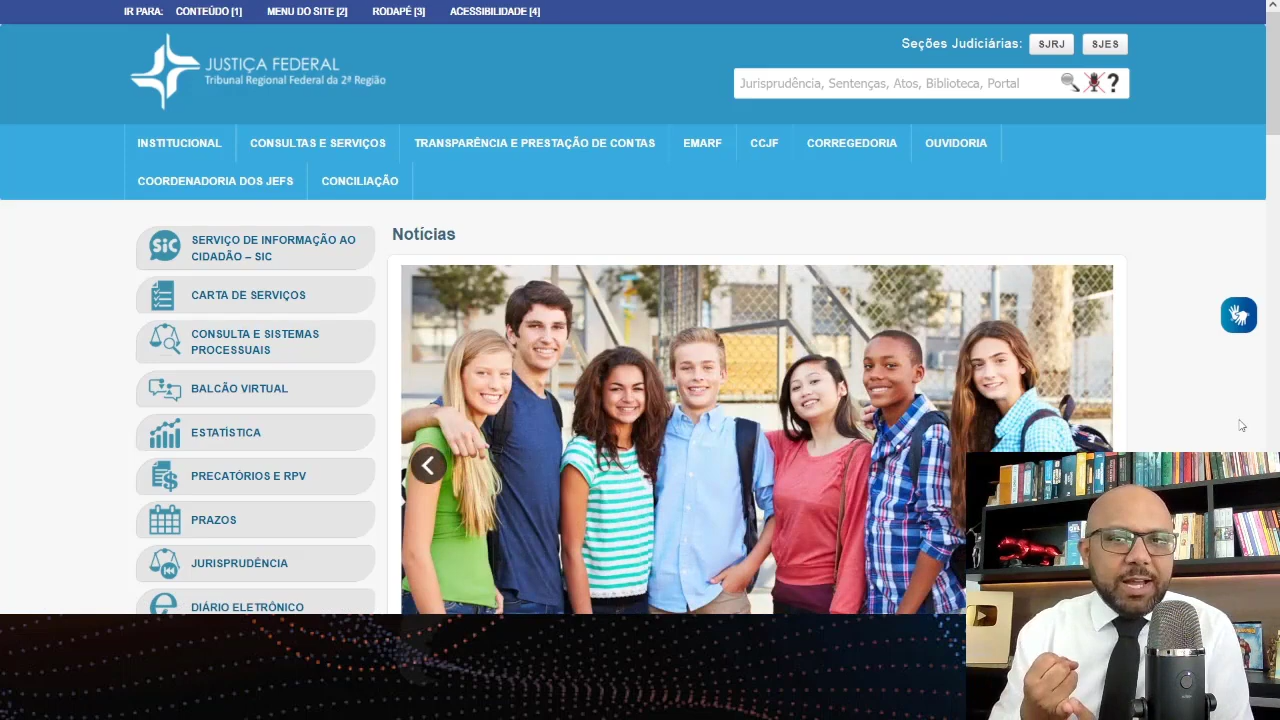 IR PARA: CONTEÚDO [1] MENU DO SITE [2] RODAPÉ [3] ACESSIBILIDADE [4]
JUSTIÇA FEDERAL
Tribunal Regional Federal da 2ª Região
Seções Judiciárias: SJRJ SJES
Jurisprudência, Sentenças, Atos, Biblioteca, Portal ?
INSTITUCIONAL CONSULTAS E SERVIÇOS TRANSPARÊNCIA E PRESTAÇÃO DE CONTAS EMARF CCJF CORREGEDORIA OUVIDORIA
COORDENADORIA DOS JEFS CONCILIAÇÃO
SiC SERVIÇO DE INFORMAÇÃO AO
CIDADÃO – SIC
CARTA DE SERVIÇOS
CONSULTA E SISTEMAS
PROCESSUAIS
BALCÃO VIRTUAL
ESTATÍSTICA
PRECATÓRIOS E RPV
PRAZOS
JURISPRUDÊNCIA
DIÁRIO ELETRÔNICO
Notícias